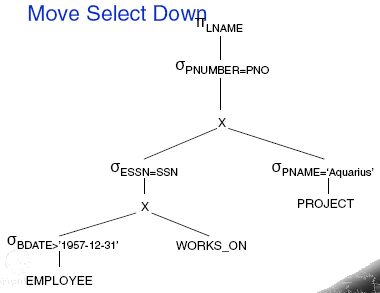 Move Select Down
πLNAME
σPNUMBER=PNO
X
σESSN=SSN
σPNAME='Aquarius'
PROJECT
X
σBDATE>'1957-12-31'
WORKS_ON
EMPLOYEE